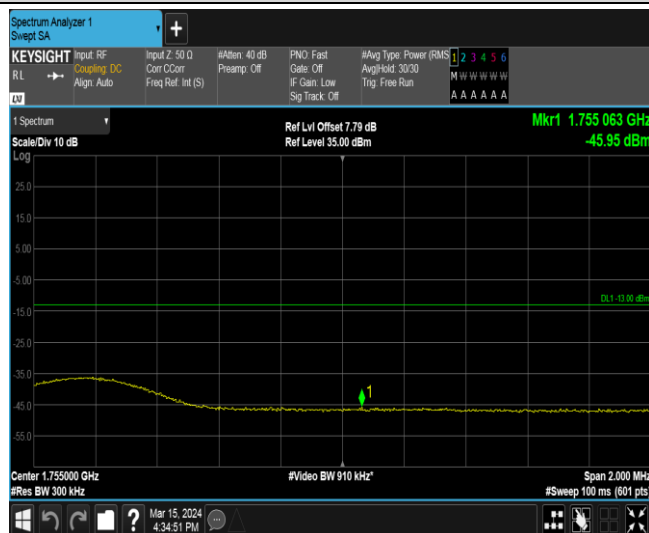 Spectrum Analyzer 1
Swept SA
+
KEYSIGHT
RL
LXI
Input: RF
Coupling: DC
Align: Auto
Input Z: 50 Ω
Corr CCorr
Freq Ref: Int (S)
#Atten: 40 dB
Preamp: Off
PNO: Fast
Gate: Off
IF Gain: Low
Sig Track: Off
#Avg Type: Power (RMS
Avg|Hold: 30/30
Trig: Free Run
1 2 3 4 5 6
M W W W W W
A A A A A A
1 Spectrum
Scale/Div 10 dB
Log
Ref Lvl Offset 7.79 dB
Ref Level 35.00 dBm
Mkr1 1.755 063 GHz
-45.95 dBm
25.0
15.0
5.00
-5.00
DL1 -13.00 dBm
-15.0
-25.0
-35.0
1
-45.0
-55.0
Center 1.755000 GHz
#Res BW 300 kHz
#Video BW 910 kHz*
Span 2.000 MHz
#Sweep 100 ms (601 pts)
?
Mar 15, 2024
4:34:51 PM